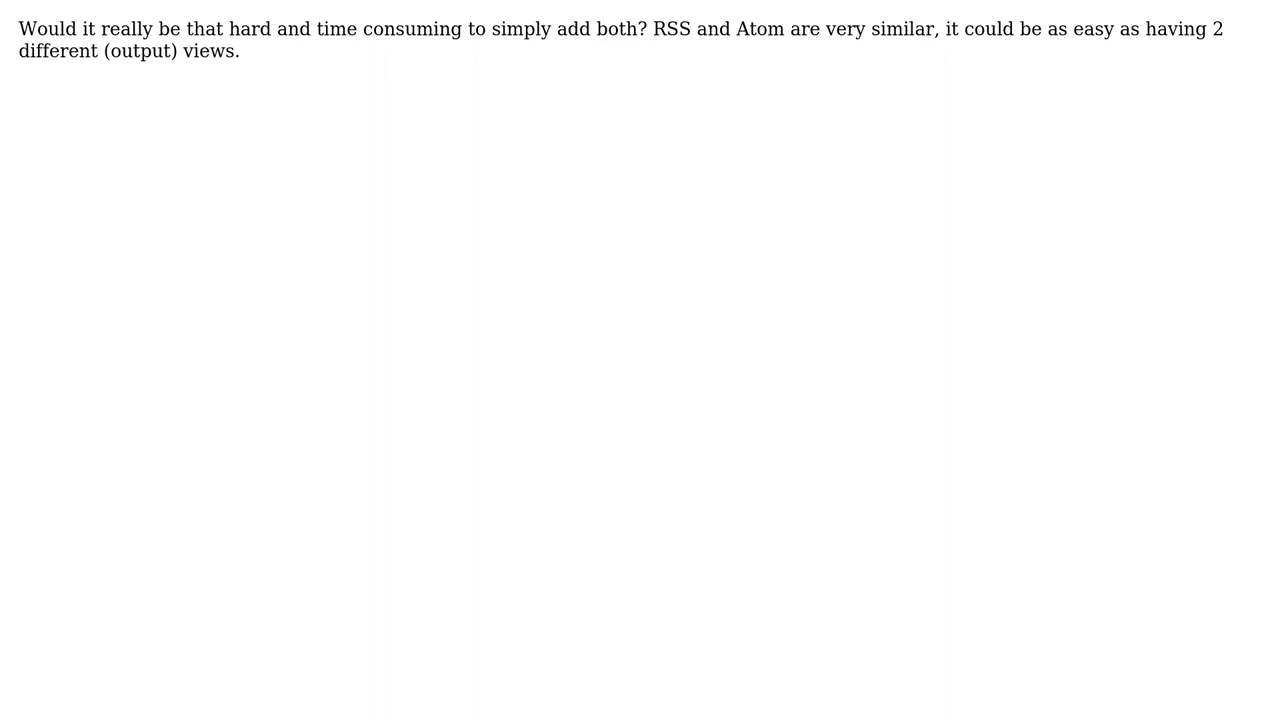 Would it really be that hard and time consuming to simply add both? RSS and Atom are very similar, it could be as easy as having 2
different (output) views.